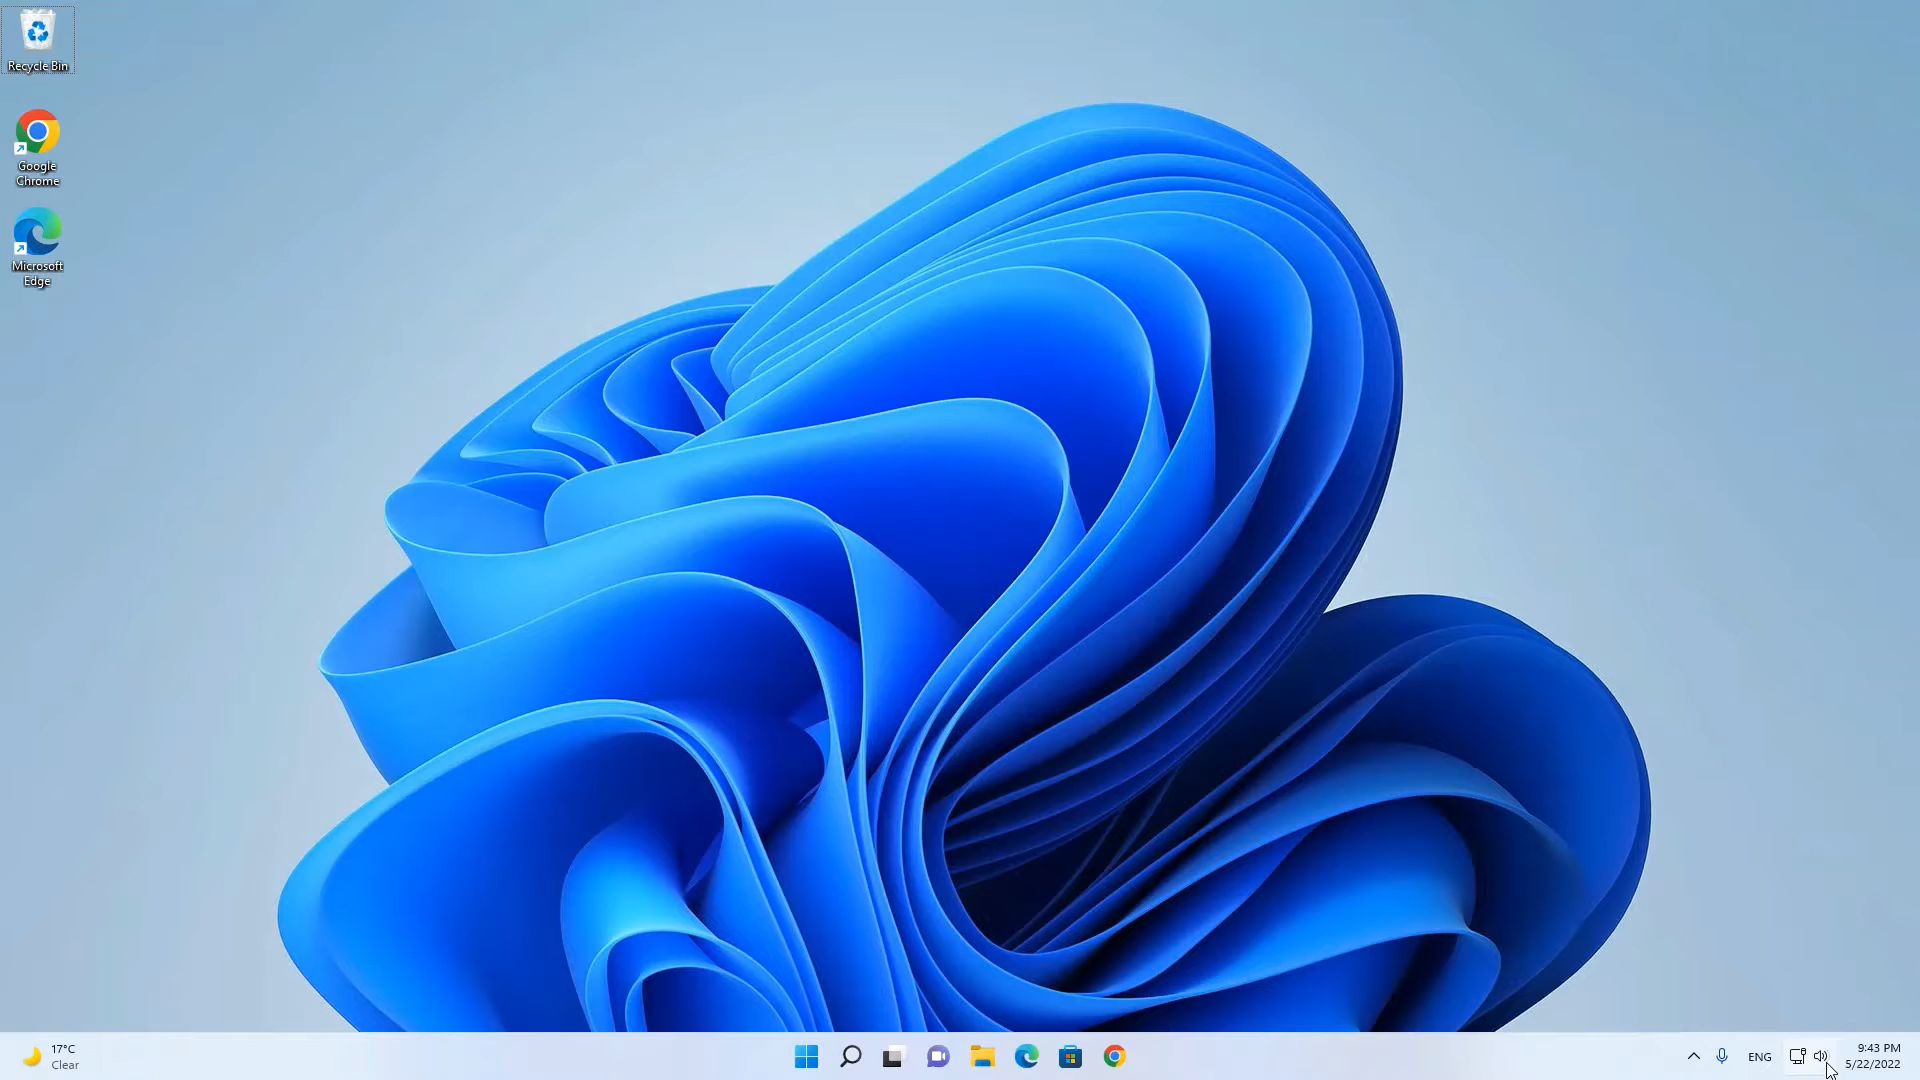 Recycle Bin
Google
Chrome
Microsoft
Edge
17°C
Clear
ENG
9:43 PM
5/22/2022